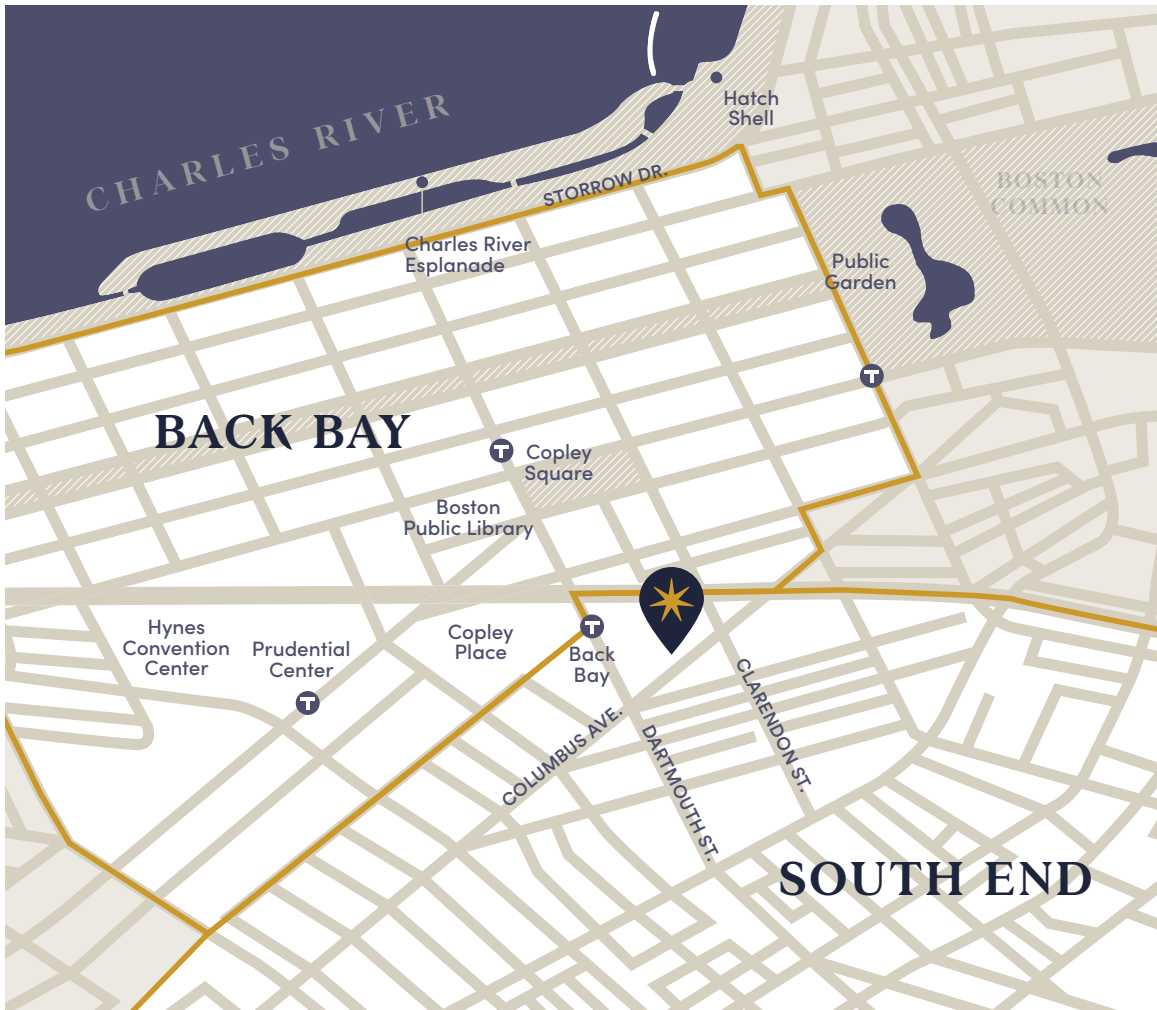 Hatch
Shell
CHARLES RIVER
STORROW DR.
BOSTON
COMMON
Charles River
Esplanade
Public
Garden
T
BACK BAY
T
Copley
Square
Boston
Public Library
Hynes
Convention
Center
Prudential
Center
T
Copley
Place
T
Back
Bay
CLARENDON ST.
COLUMBUS AVE.
DARTMOUTH ST.
SOUTH END